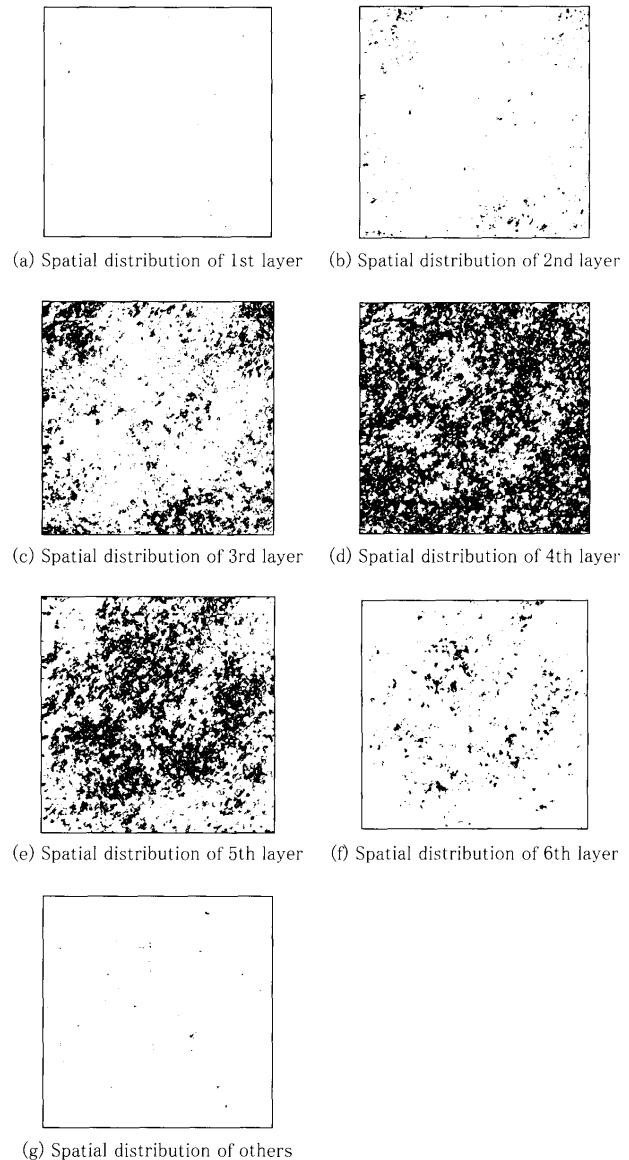 (a) Spatial distribution of 1st layer
(b) Spatial distribution of 2nd layer
(c) Spatial distribution of 3rd layer
(d) Spatial distribution of 4th layer
(e) Spatial distribution of 5th layer
(f) Spatial distribution of 6th layer
(g) Spatial distribution of others